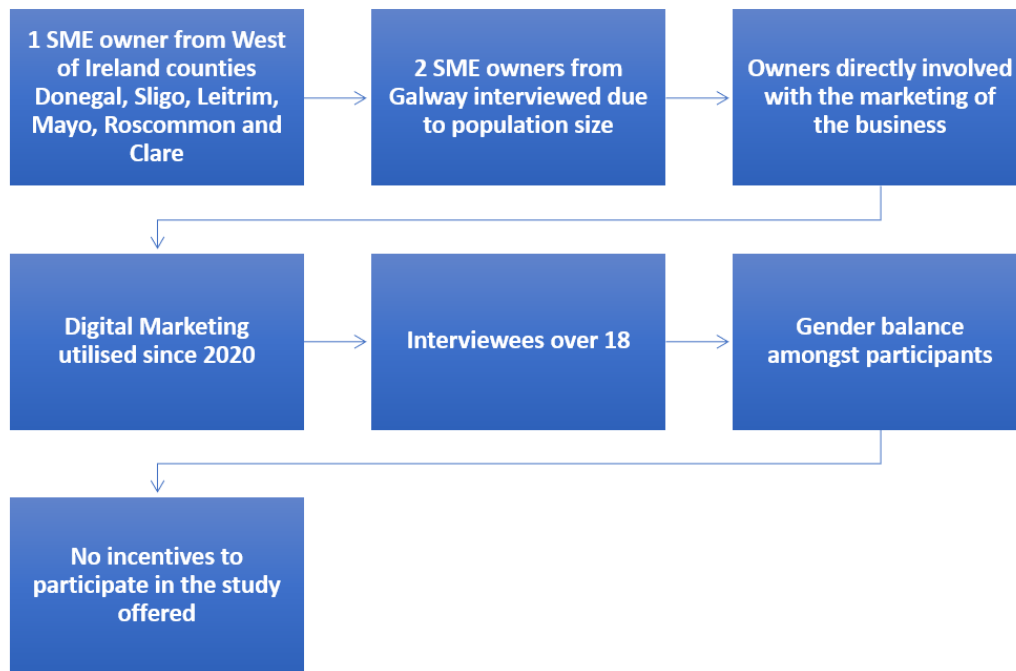 1 SME owner from West
of Ireland counties
Donegal, Sligo, Leitrim,
Mayo, Roscommon and
Clare
2 SME owners from
Galway interviewed due
to population size
Owners directly involved
with the marketing of
the business
Digital Marketing
utilised since 2020
Interviewees over 18
Gender balance
amongst participants
No incentives to
participate in the study
offered